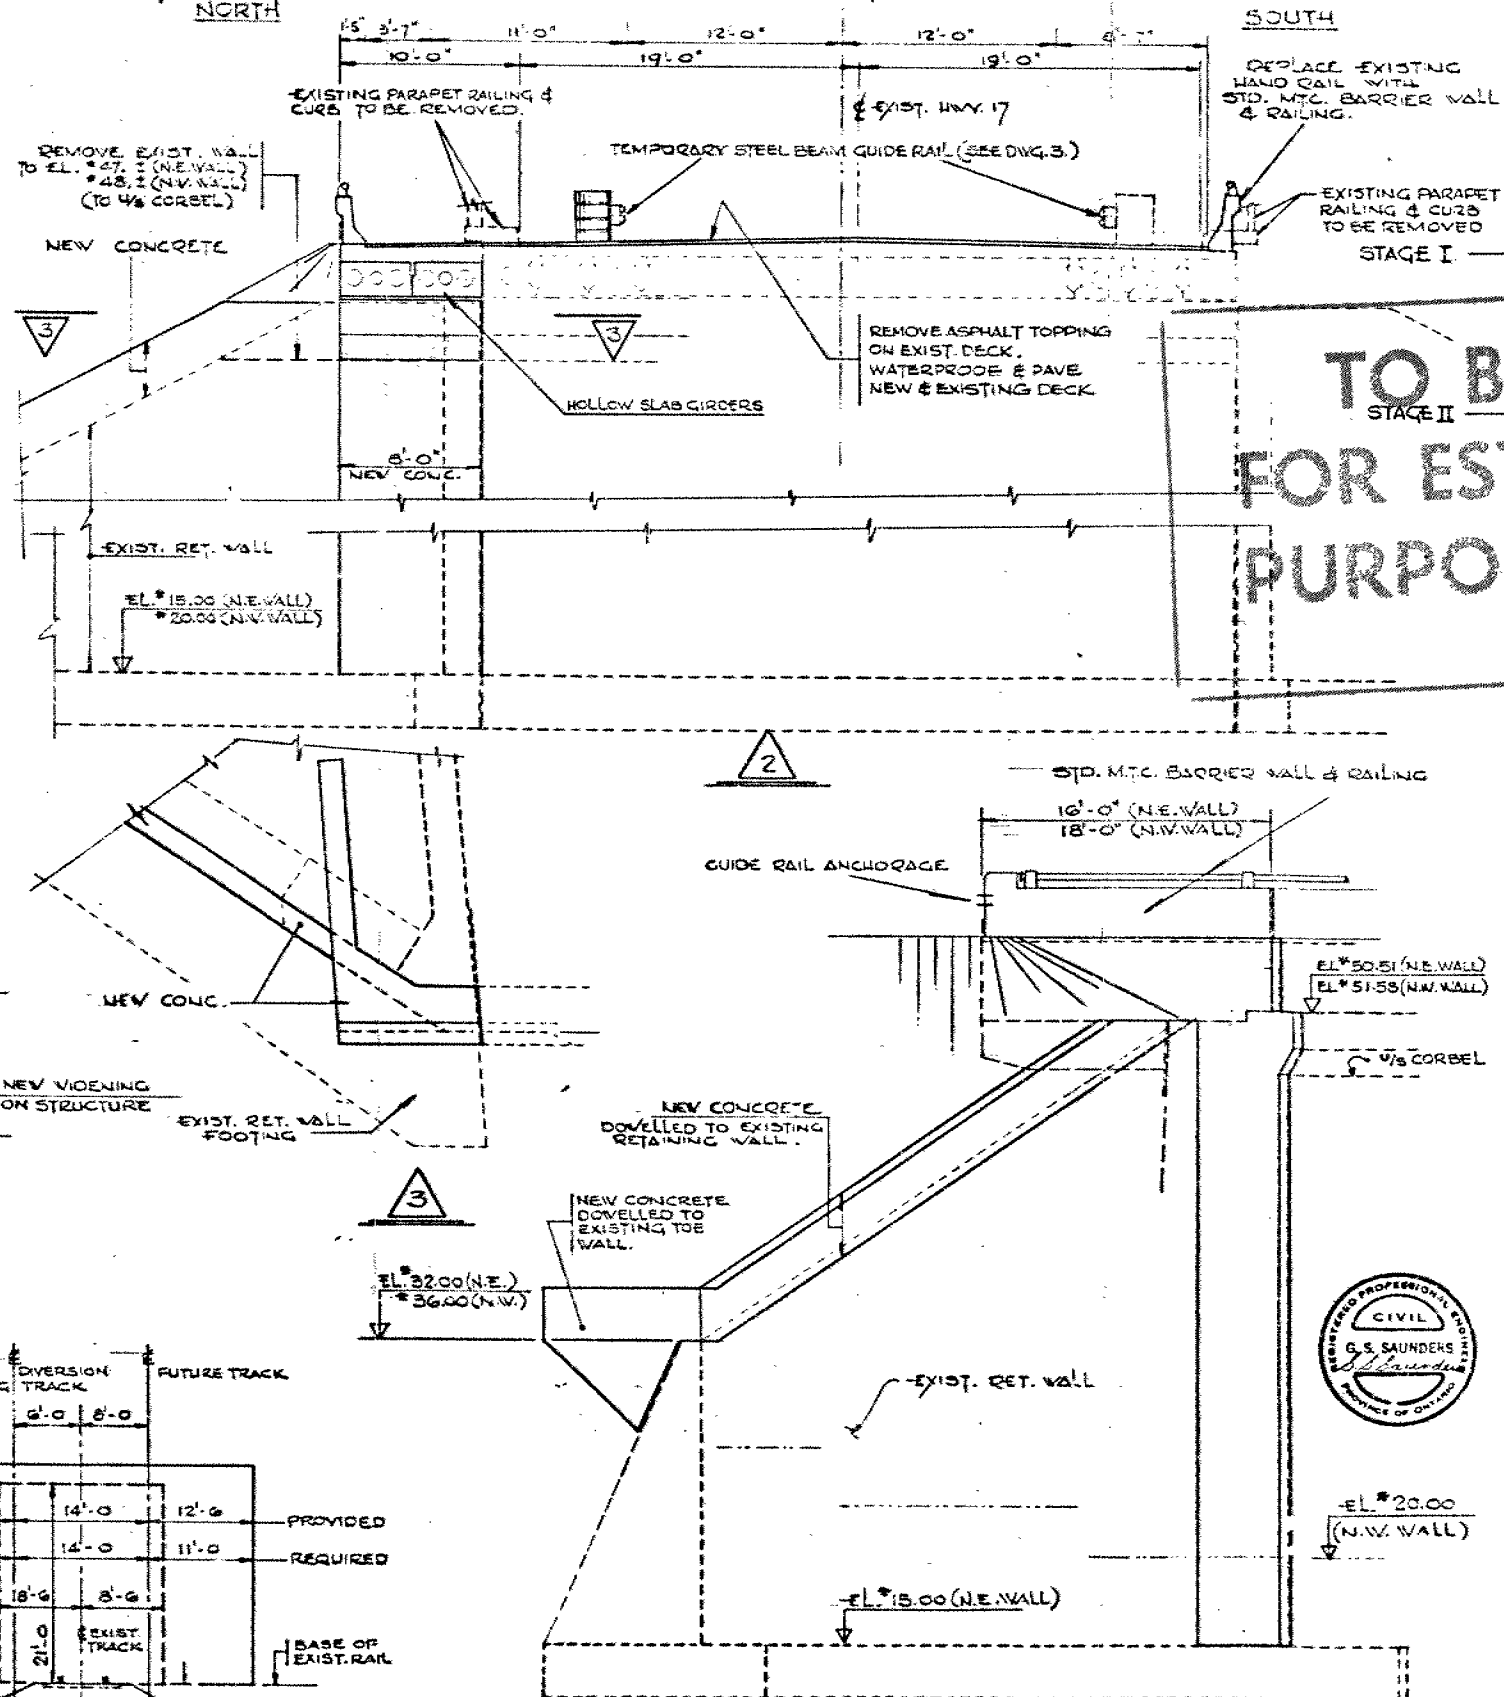 NORTH
SOUTH
1'-5" 3'-7" 11'-0" 12'-0" 12'-0"
10'-0" 19'-0" 19'-0"
EXISTING PARAPET RAILING &
CURB TO BE REMOVED.
REPLACE EXISTING
HAND RAIL WITH
STD. M.T.C. BARRIER WALL
& RAILING.
℄ EXIST. HWY. 17
REMOVE EXIST. WALL
TO EL. *47.± (N.E. WALL)
*48.± (N.W. WALL)
(TO U/S CORBEL)
TEMPORARY STEEL BEAM GUIDE RAIL (SEE DWG. 3.)
EXISTING PARAPET
RAILING & CURB
TO BE REMOVED
NEW CONCRETE
STAGE I
3
3
REMOVE ASPHALT TOPPING
ON EXIST. DECK.
WATERPROOF & PAVE
NEW & EXISTING DECK
HOLLOW SLAB GIRDERS
TO B
STAGE II
FOR EST
PURPO
8'-0"
NEW CONC.
EXIST. RET. WALL
EL.*15.00 (N.E. WALL)
*20.00 (N.W. WALL)
2
STD. M.T.C. BARRIER WALL & RAILING
16'-0" (N.E. WALL)
18'-0" (N.W. WALL)
GUIDE RAIL ANCHORAGE
EL*50.51 (N.E. WALL)
EL*51.58 (N.W. WALL)
NEW CONC.
U/S CORBEL
NEW WIDENING
ON STRUCTURE
EXIST. RET. WALL
FOOTING
NEW CONCRETE
DOWELLED TO EXISTING
RETAINING WALL.
3
NEW CONCRETE
DOWELLED TO
EXISTING TOE
WALL.
EL.*32.00 (N.E.)
*36.00 (N.W.)
REGISTERED PROFESSIONAL ENGINEER
CIVIL
G. S. SAUNDERS
G S Saunders
PROVINCE OF ONTARIO
DIVERSION
TRACK
FUTURE TRACK
6'-0 8'-0
EXIST. RET. WALL
14'-0 12'-6 PROVIDED
14'-0 11'-0 REQUIRED
18'-6 8'-6
21'-0
℄ EXIST.
TRACK
BASE OF
EXIST. RAIL
EL.*20.00
(N.W. WALL)
EL.*15.00 (N.E. WALL)